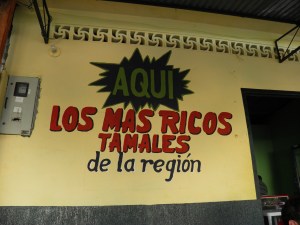 AQUI
LOS MAS RICOS
TAMALES
de la región